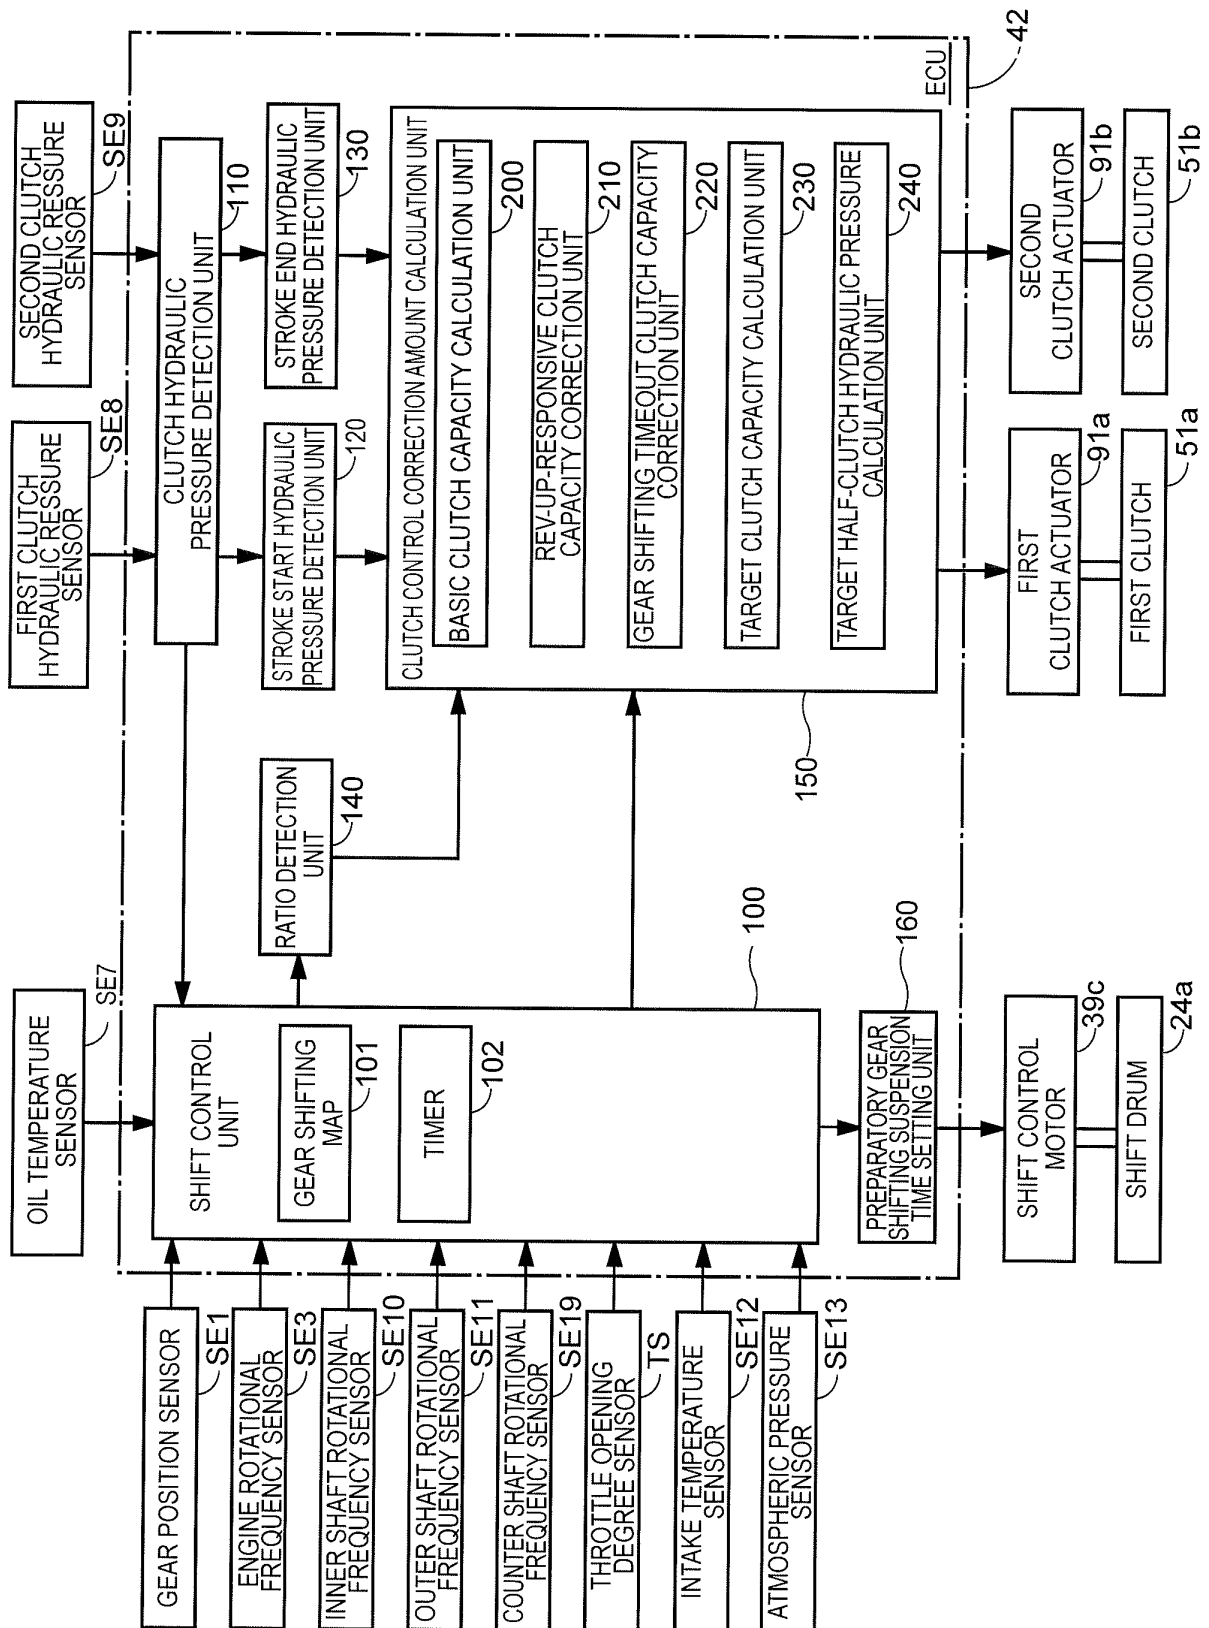 GEAR POSITION SENSOR
SE1
ENGINE ROTATIONAL
FREQUENCY SENSOR
SE3
INNER SHAFT ROTATIONAL
FREQUENCY SENSOR
SE10
OUTER SHAFT ROTATIONAL
FREQUENCY SENSOR
SE11
COUNTER SHAFT ROTATIONAL
FREQUENCY SENSOR
SE19
THROTTLE OPENING
DEGREE SENSOR
TS
INTAKE TEMPERATURE
SENSOR
SE12
ATMOSPHERIC PRESSURE
SENSOR
SE13
OIL TEMPERATURE
SENSOR
SE7
FIRST CLUTCH
HYDRAULIC PRESSURE
SENSOR
SE8
SECOND CLUTCH
HYDRAULIC PRESSURE
SENSOR
SE9
SHIFT CONTROL
UNIT
GEAR SHIFTING
MAP
101
TIMER
102
100
CLUTCH HYDRAULIC
PRESSURE DETECTION UNIT
110
STROKE START HYDRAULIC
PRESSURE DETECTION UNIT
120
STROKE END HYDRAULIC
PRESSURE DETECTION UNIT
130
RATIO DETECTION
UNIT
140
CLUTCH CONTROL CORRECTION AMOUNT CALCULATION UNIT
BASIC CLUTCH CAPACITY CALCULATION UNIT
200
REV-UP-RESPONSIVE CLUTCH
CAPACITY CORRECTION UNIT
210
GEAR SHIFTING TIMEOUT CLUTCH CAPACITY
CORRECTION UNIT
220
TARGET CLUTCH CAPACITY CALCULATION UNIT
230
TARGET HALF-CLUTCH HYDRAULIC PRESSURE
CALCULATION UNIT
240
150
PREPARATORY GEAR
SHIFTING SUSPENSION
TIME SETTING UNIT
160
ECU
42
SHIFT CONTROL
MOTOR
39c
SHIFT DRUM
24a
FIRST
CLUTCH ACTUATOR
91a
FIRST CLUTCH
51a
SECOND
CLUTCH ACTUATOR
91b
SECOND CLUTCH
51b